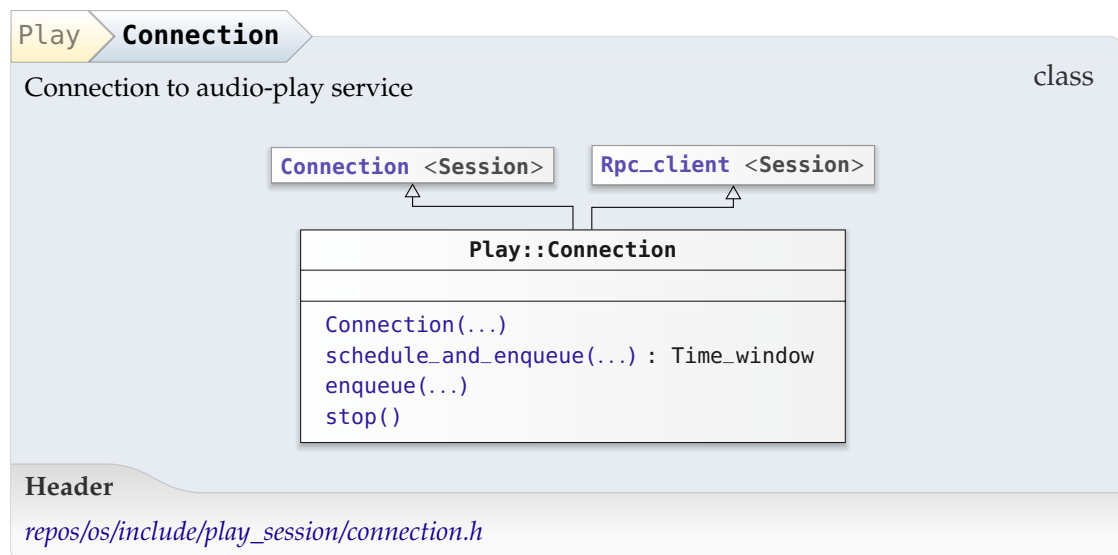 Play Connection
class
Connection to audio-play service
Connection <Session> Rpc_client <Session>
Play::Connection
Connection(...)
schedule_and_enqueue(...) : Time_window
enqueue(...)
stop()
Header
repos/os/include/play_session/connection.h